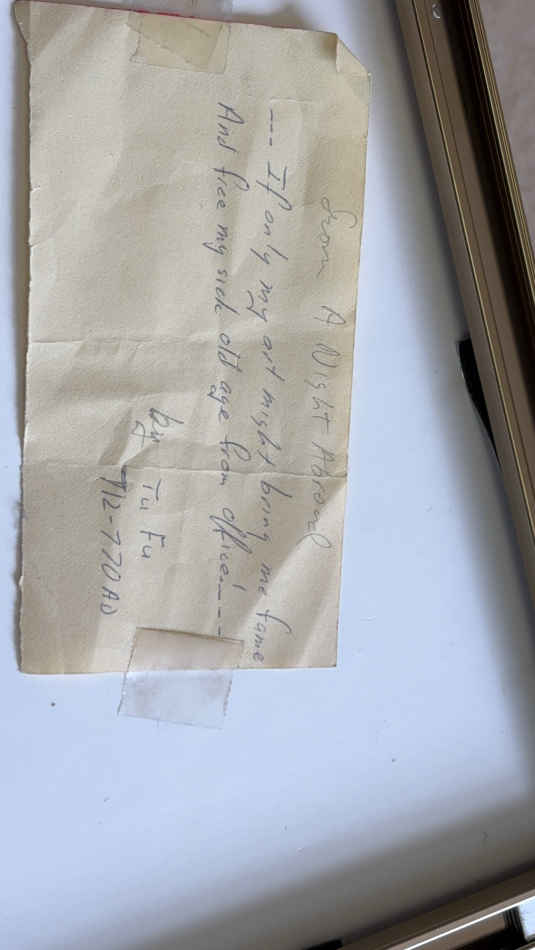 from A Night Abroad
--- If only my art might bring me fame
And free my sick old age from office! ---
by Tu Fu
712-770 AD